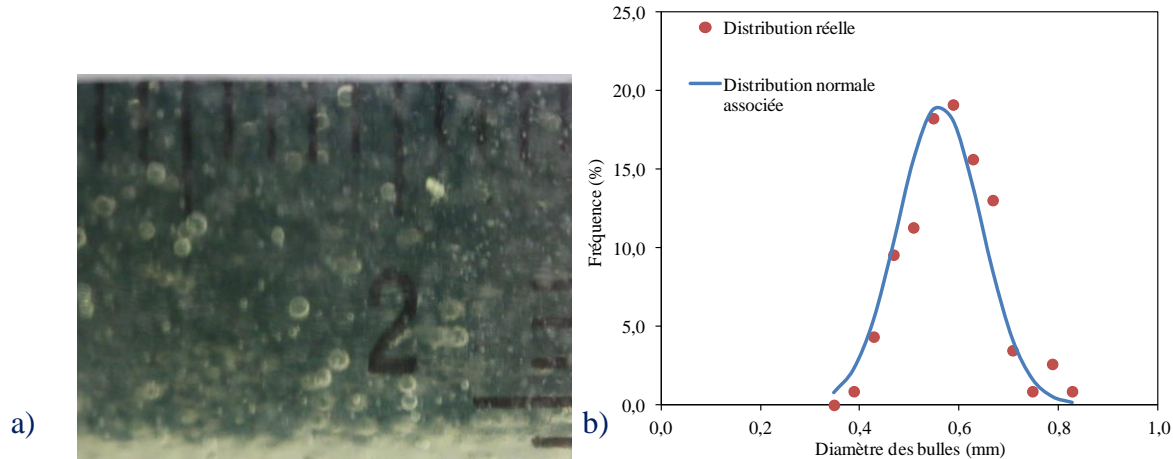 a)
2
b)
25,0
20,0
15,0
10,0
5,0
0,0
Fréquence (%)
Distribution réelle
Distribution normale
associée
0,0 0,2 0,4 0,6 0,8 1,0
Diamètre des bulles (mm)